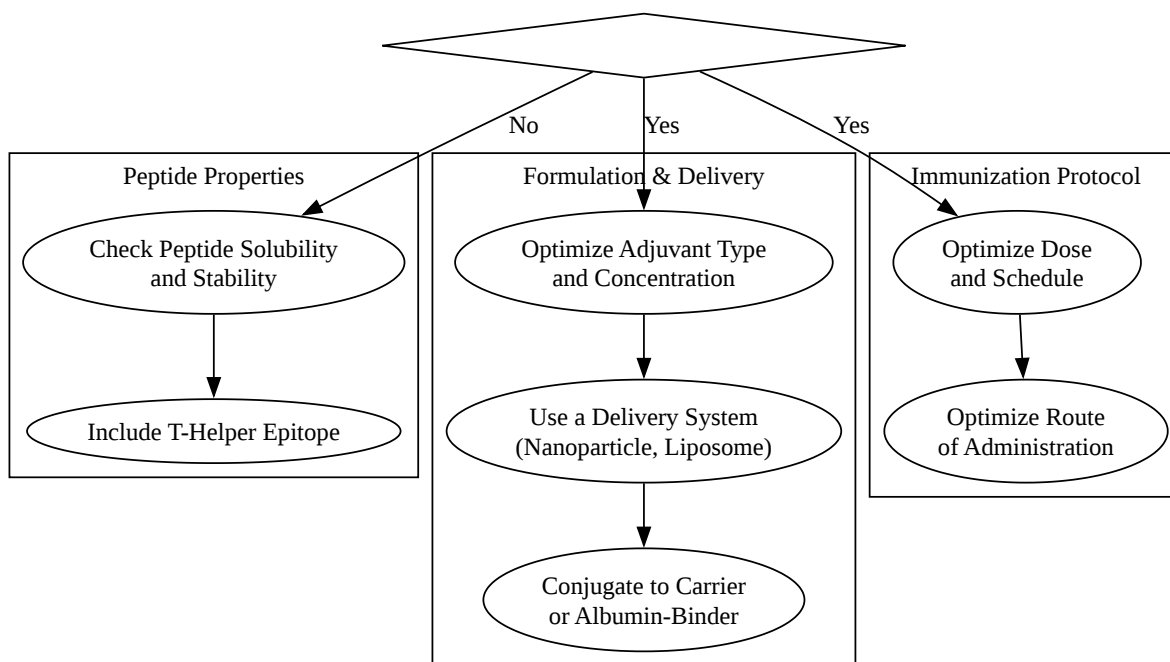 No
Yes
Yes
Peptide Properties
Formulation & Delivery
Immunization Protocol
Check Peptide Solubility
and Stability
Optimize Adjuvant Type
and Concentration
Optimize Dose
and Schedule
Include T-Helper Epitope
Use a Delivery System
(Nanoparticle, Liposome)
Optimize Route
of Administration
Conjugate to Carrier
or Albumin-Binder